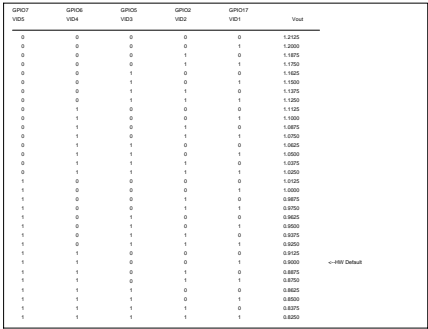 GPIO7 GPIO6 GPIO5 GPIO2 GPIO17
VID5 VID4 VID3 VID2 VID1 Vout
0 0 0 0 0 1.2125
0 0 0 0 1 1.2000
0 0 0 1 0 1.1875
0 0 0 1 1 1.1750
0 0 1 0 0 1.1625
0 0 1 0 1 1.1500
0 0 1 1 0 1.1375
0 0 1 1 1 1.1250
0 1 0 0 0 1.1125
0 1 0 0 1 1.1000
0 1 0 1 0 1.0875
0 1 0 1 1 1.0750
0 1 1 0 0 1.0625
0 1 1 0 1 1.0500
0 1 1 1 0 1.0375
0 1 1 1 1 1.0250
1 0 0 0 0 1.0125
1 0 0 0 1 1.0000
1 0 0 1 0 0.9875
1 0 0 1 1 0.9750
1 0 1 0 0 0.9625
1 0 1 0 1 0.9500
1 0 1 1 0 0.9375
1 0 1 1 1 0.9250
1 1 0 0 0 0.9125
1 1 0 0 1 0.9000 <--HW Default
1 1 0 1 0 0.8875
1 1 0 1 1 0.8750
1 1 1 0 0 0.8625
1 1 1 0 1 0.8500
1 1 1 1 0 0.8375
1 1 1 1 1 0.8250